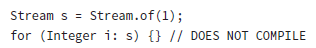 Stream s = Stream.of(1);
for (Integer i: s) {} // DOES NOT COMPILE